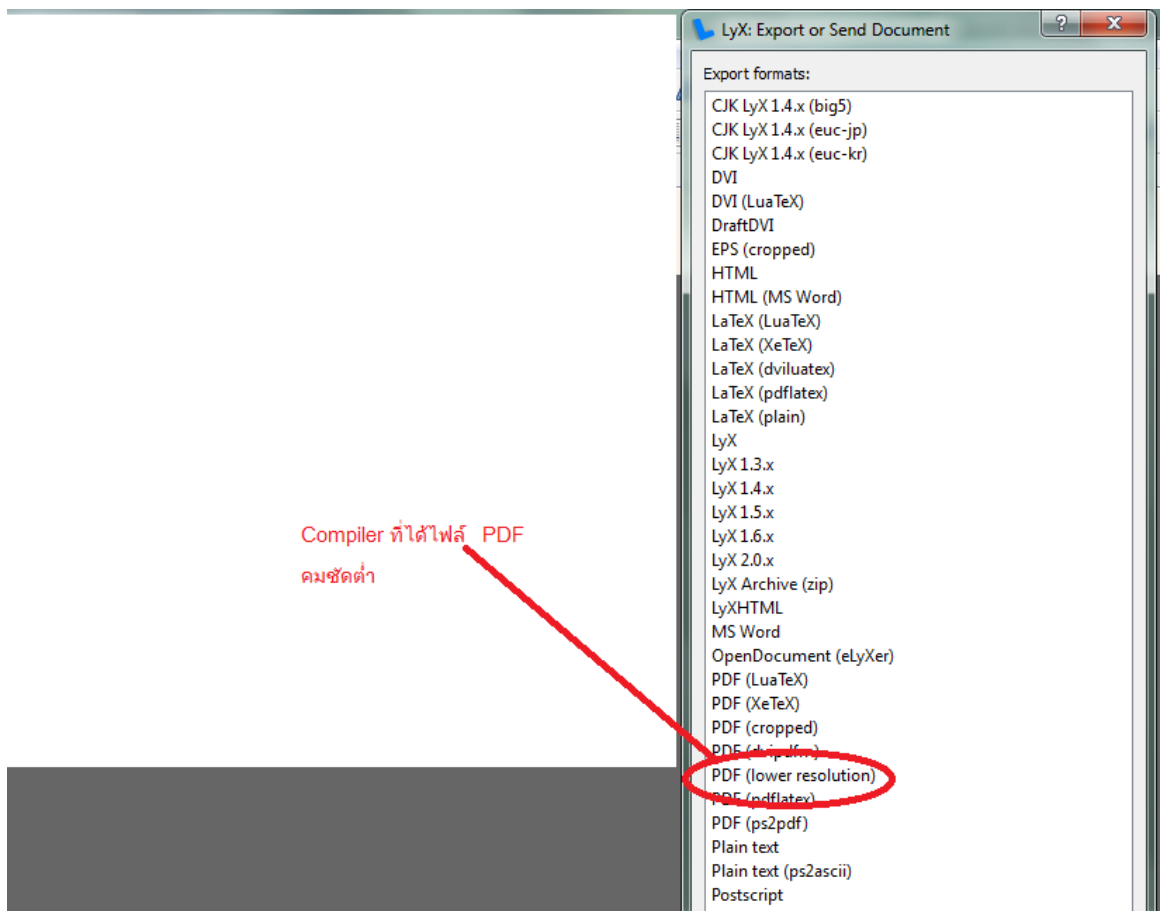 LyX: Export or Send Document
Export formats:
CJK LyX 1.4.x (big5)
CJK LyX 1.4.x (euc-jp)
CJK LyX 1.4.x (euc-kr)
DVI
DVI (LuaTeX)
DraftDVI
EPS (cropped)
HTML
HTML (MS Word)
LaTeX (LuaTeX)
LaTeX (XeTeX)
LaTeX (dviluatex)
LaTeX (pdflatex)
LaTeX (plain)
LyX
LyX 1.3.x
LyX 1.4.x
LyX 1.5.x
LyX 1.6.x
LyX 2.0.x
LyX Archive (zip)
LyXHTML
MS Word
OpenDocument (eLyXer)
PDF (LuaTeX)
PDF (XeTeX)
PDF (cropped)
PDF (dvipdfm)
PDF (lower resolution)
PDF (pdflatex)
PDF (ps2pdf)
Plain text
Plain text (ps2ascii)
Postscript
Compiler ที่ได้ไฟล์ PDF
คมชัดต่ำ